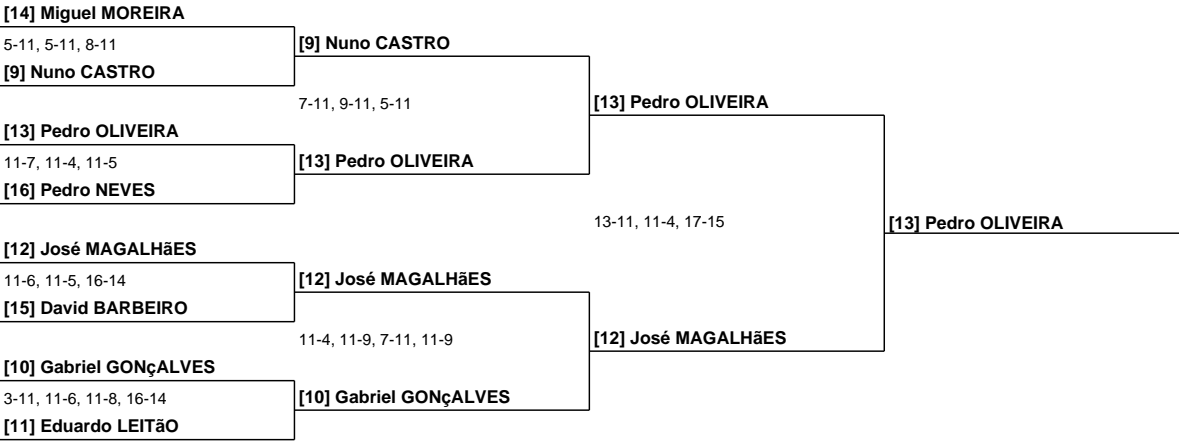 [14] Miguel MOREIRA
5-11, 5-11, 8-11
[9] Nuno CASTRO
[9] Nuno CASTRO
7-11, 9-11, 5-11
[13] Pedro OLIVEIRA
[13] Pedro OLIVEIRA
11-7, 11-4, 11-5
[13] Pedro OLIVEIRA
[16] Pedro NEVES
13-11, 11-4, 17-15
[13] Pedro OLIVEIRA
[12] José MAGALHãES
11-6, 11-5, 16-14
[12] José MAGALHãES
[15] David BARBEIRO
11-4, 11-9, 7-11, 11-9
[12] José MAGALHãES
[10] Gabriel GONçALVES
3-11, 11-6, 11-8, 16-14
[10] Gabriel GONçALVES
[11] Eduardo LEITãO